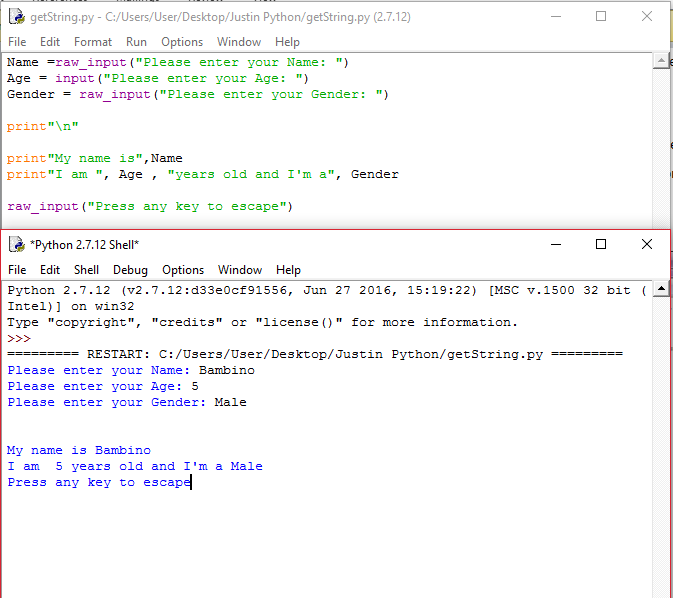 getString.py - C:/Users/User/Desktop/Justin Python/getString.py (2.7.12)
File Edit Format Run Options Window Help
Name =raw_input("Please enter your Name: ")
Age = input("Please enter your Age: ")
Gender = raw_input("Please enter your Gender: ")
print"\n"
print"My name is",Name
print"I am ", Age , "years old and I'm a", Gender
raw_input("Press any key to escape")
*Python 2.7.12 Shell*
File Edit Shell Debug Options Window Help
Python 2.7.12 (v2.7.12:d33e0cf91556, Jun 27 2016, 15:19:22) [MSC v.1500 32 bit (
Intel)] on win32
Type "copyright", "credits" or "license()" for more information.
>>>
========= RESTART: C:/Users/User/Desktop/Justin Python/getString.py =========
Please enter your Name: Bambino
Please enter your Age: 5
Please enter your Gender: Male
My name is Bambino
I am  5 years old and I'm a Male
Press any key to escape